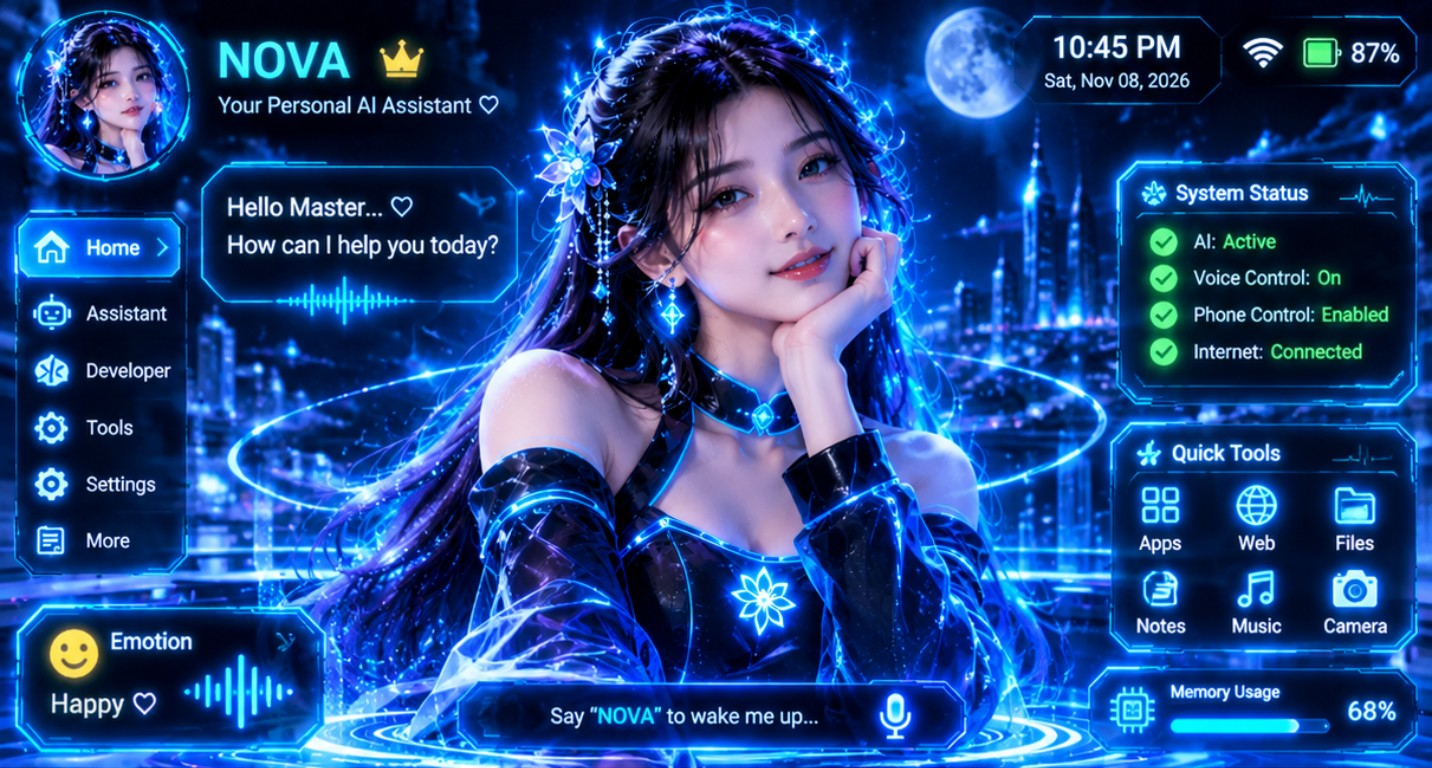 NOVA
Your Personal AI Assistant ♡
10:45 PM
Sat, Nov 08, 2026
87%
Hello Master... ♡
How can I help you today?
Home
Assistant
Developer
Tools
Settings
More
Emotion
Happy ♡
System Status
AI: Active
Voice Control: On
Phone Control: Enabled
Internet: Connected
Quick Tools
Apps Web Files
Notes Music Camera
Memory Usage
68%
Say “NOVA” to wake me up...